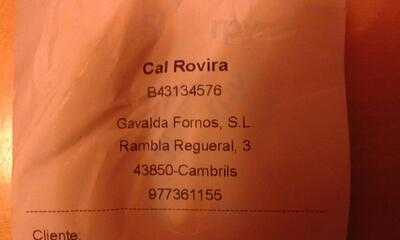 Cal Rovira
B43134576
Gavalda Fornos, S.L
Rambla Regueral, 3
43850-Cambrils
977361155
Cliente: